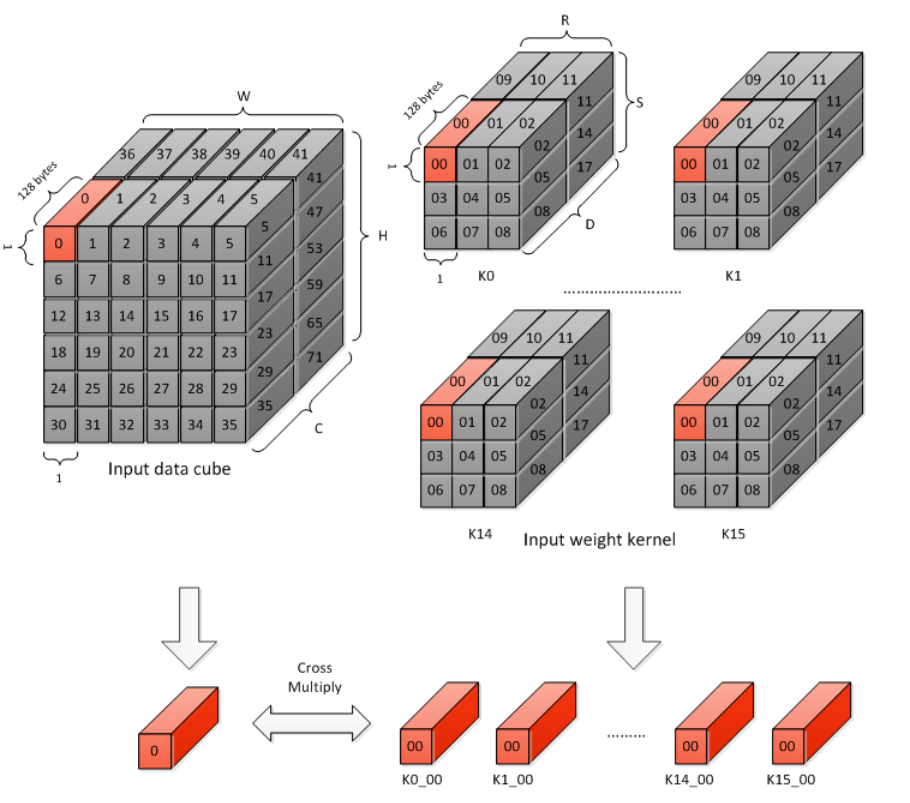 W
36 37 38 39 40 41
128 bytes
0 1 2 3 4 5
41
5
47
H
1
0 1 2 3 4 5
11
53
6 7 8 9 10 11
17
59
12 13 14 15 16 17
23
65
18 19 20 21 22 23
29
71
24 25 26 27 28 29
35
C
30 31 32 33 34 35
1
Input data cube
R
09 10 11
128 bytes
00 01 02
11
S
02
14
1
00 01 02
05
17
03 04 05
08
D
06 07 08
1
K0
09 10 11
00 01 02
11
02
14
00 01 02
05
17
03 04 05
08
06 07 08
K1
............................
09 10 11
00 01 02
11
02
14
00 01 02
05
17
03 04 05
08
06 07 08
K14
09 10 11
00 01 02
11
02
14
00 01 02
05
17
03 04 05
08
06 07 08
K15
Input weight kernel
Cross
Multiply
0
00 00 ......... 00 00
K0_00 K1_00 K14_00 K15_00